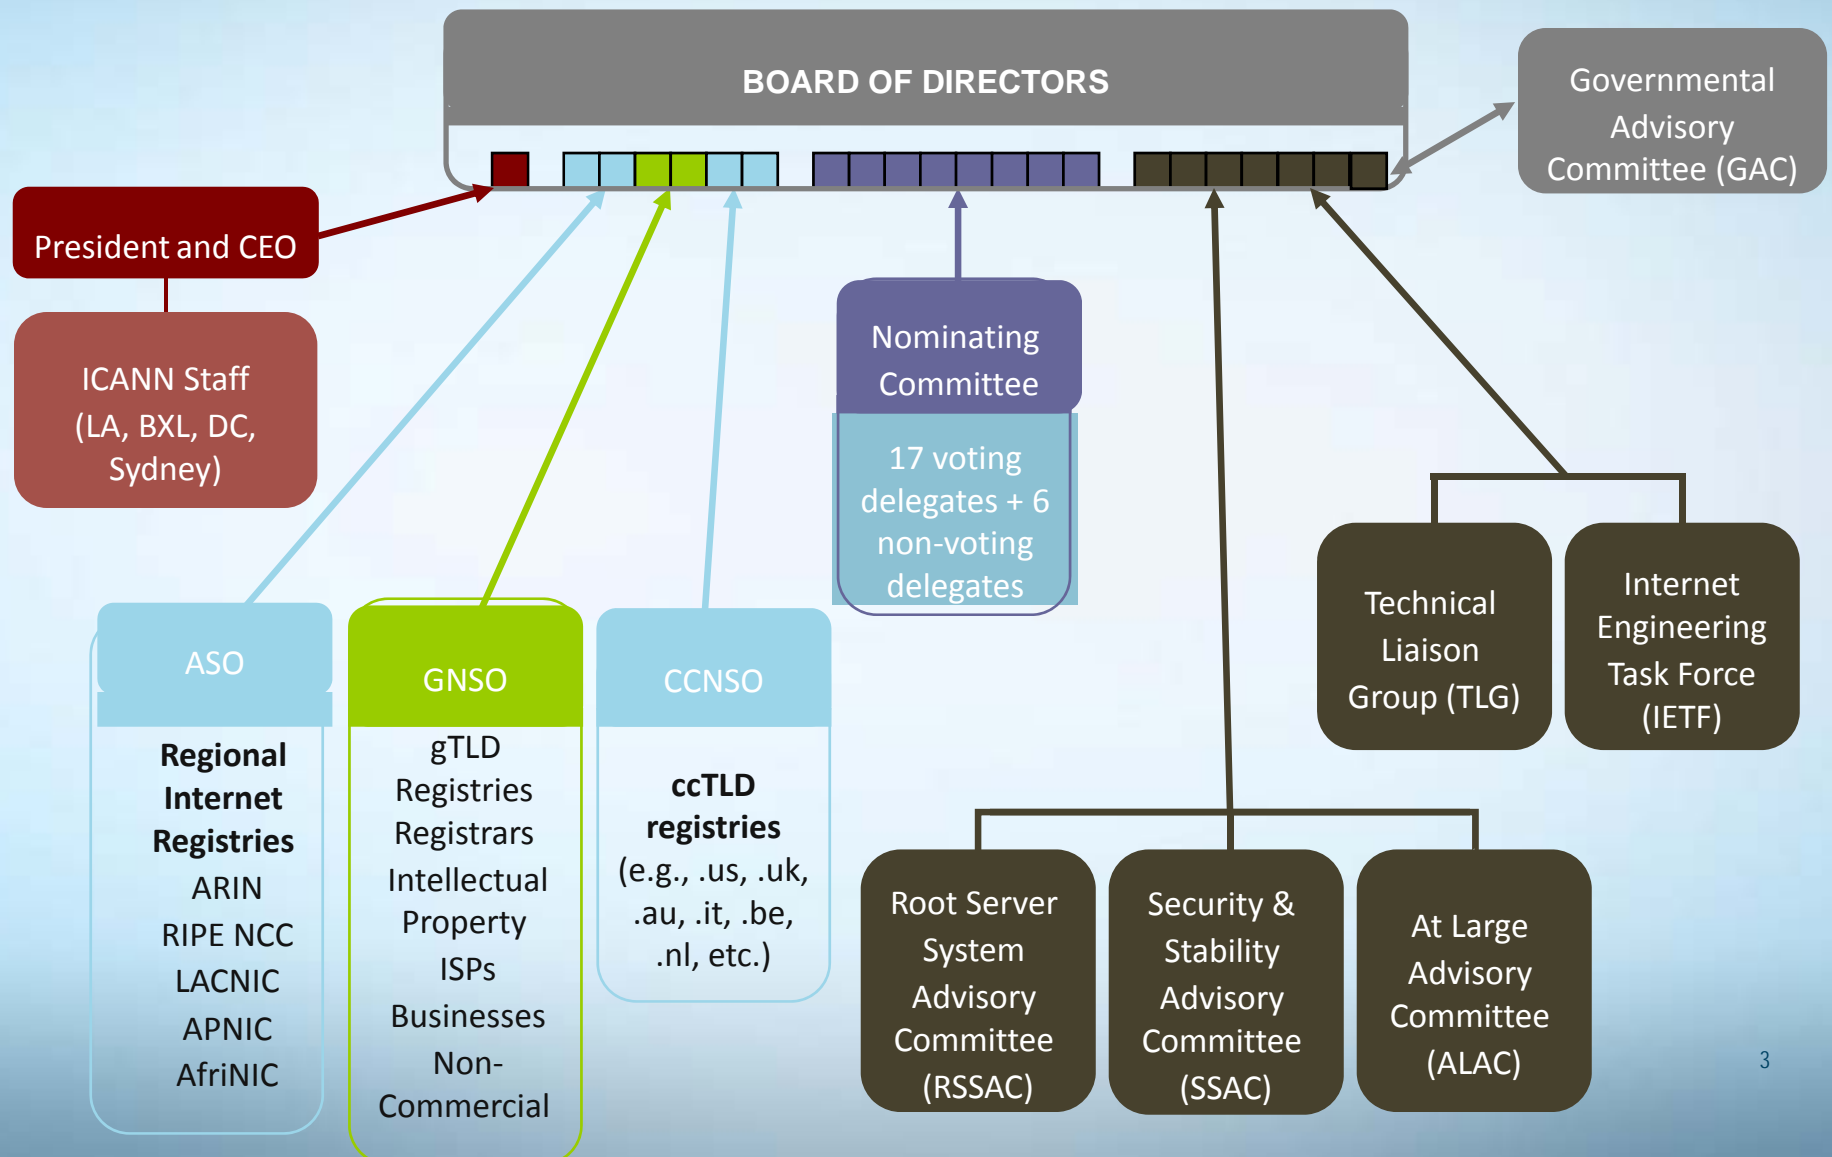 BOARD OF DIRECTORS
Governmental
Advisory
Committee (GAC)
President and CEO
ICANN Staff
(LA, BXL, DC,
Sydney)
Nominating
Committee
17 voting
delegates + 6
non-voting
delegates
Technical
Liaison
Group (TLG)
Internet
Engineering
Task Force
(IETF)
ASO
Regional
Internet
Registries
ARIN
RIPE NCC
LACNIC
APNIC
AfriNIC
GNSO
gTLD
Registries
Registrars
Intellectual
Property
ISPs
Businesses
Non-
Commercial
CCNSO
ccTLD
registries
(e.g., .us, .uk,
.au, .it, .be,
.nl, etc.)
Root Server
System
Advisory
Committee
(RSSAC)
Security &
Stability
Advisory
Committee
(SSAC)
At Large
Advisory
Committee
(ALAC)
3